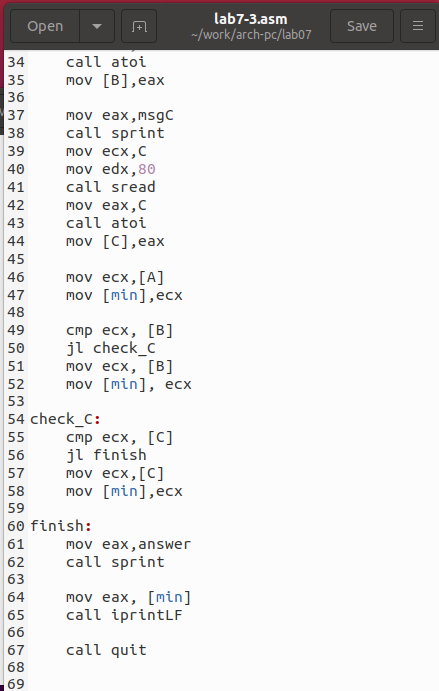 Open
lab7-3.asm
~/work/arch-pc/lab07
Save
34 call atoi
35 mov [B],eax
36
37 mov eax,msgC
38 call sprint
39 mov ecx,C
40 mov edx,80
41 call sread
42 mov eax,C
43 call atoi
44 mov [C],eax
45
46 mov ecx,[A]
47 mov [min],ecx
48
49 cmp ecx, [B]
50 jl check_C
51 mov ecx, [B]
52 mov [min], ecx
53
54 check_C:
55 cmp ecx, [C]
56 jl finish
57 mov ecx,[C]
58 mov [min],ecx
59
60 finish:
61 mov eax,answer
62 call sprint
63
64 mov eax, [min]
65 call iprintLF
66
67 call quit
68
69